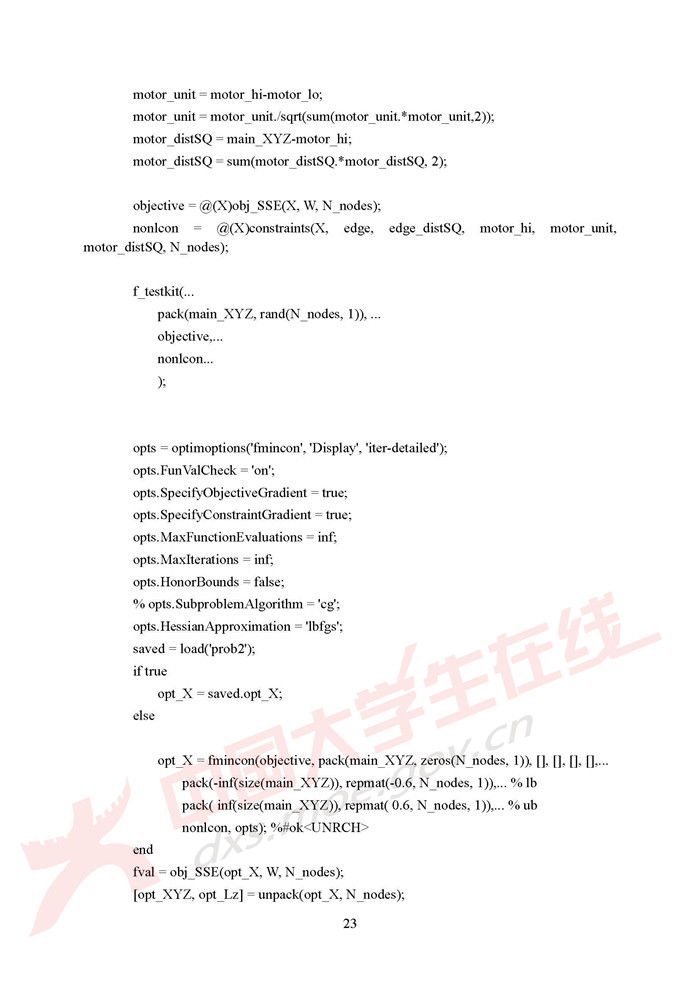 motor_unit = motor_hi-motor_lo;
motor_unit = motor_unit./sqrt(sum(motor_unit.*motor_unit,2));
motor_distSQ = main_XYZ-motor_hi;
motor_distSQ = sum(motor_distSQ.*motor_distSQ, 2);
objective = @(X)obj_SSE(X, W, N_nodes);
nonlcon = @(X)constraints(X, edge, edge_distSQ, motor_hi, motor_unit,
motor_distSQ, N_nodes);
f_testkit(...
pack(main_XYZ, rand(N_nodes, 1)), ...
objective,...
nonlcon...
);
opts = optimoptions('fmincon', 'Display', 'iter-detailed');
opts.FunValCheck = 'on';
opts.SpecifyObjectiveGradient = true;
opts.SpecifyConstraintGradient = true;
opts.MaxFunctionEvaluations = inf;
opts.MaxIterations = inf;
opts.HonorBounds = false;
% opts.SubproblemAlgorithm = 'cg';
opts.HessianApproximation = 'lbfgs';
saved = load('prob2');
if true
opt_X = saved.opt_X;
else
opt_X = fmincon(objective, pack(main_XYZ, zeros(N_nodes, 1)), [], [], [], [],...
pack(-inf(size(main_XYZ)), repmat(-0.6, N_nodes, 1)),... % lb
pack( inf(size(main_XYZ)), repmat( 0.6, N_nodes, 1)),... % ub
nonlcon, opts); %#ok<UNRCH>
end
fval = obj_SSE(opt_X, W, N_nodes);
[opt_XYZ, opt_Lz] = unpack(opt_X, N_nodes);
23
中国大学生在线
dxs.moe.gov.cn